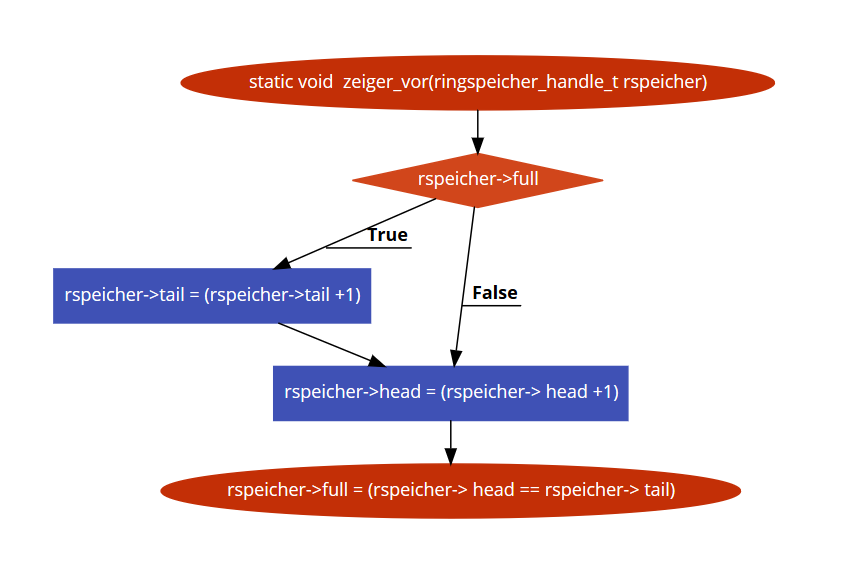 static void  zeiger_vor(ringspeicher_handle_t rspeicher)
rspeicher->full
True
False
rspeicher->tail = (rspeicher->tail +1)
rspeicher->head = (rspeicher-> head +1)
rspeicher->full = (rspeicher-> head == rspeicher-> tail)